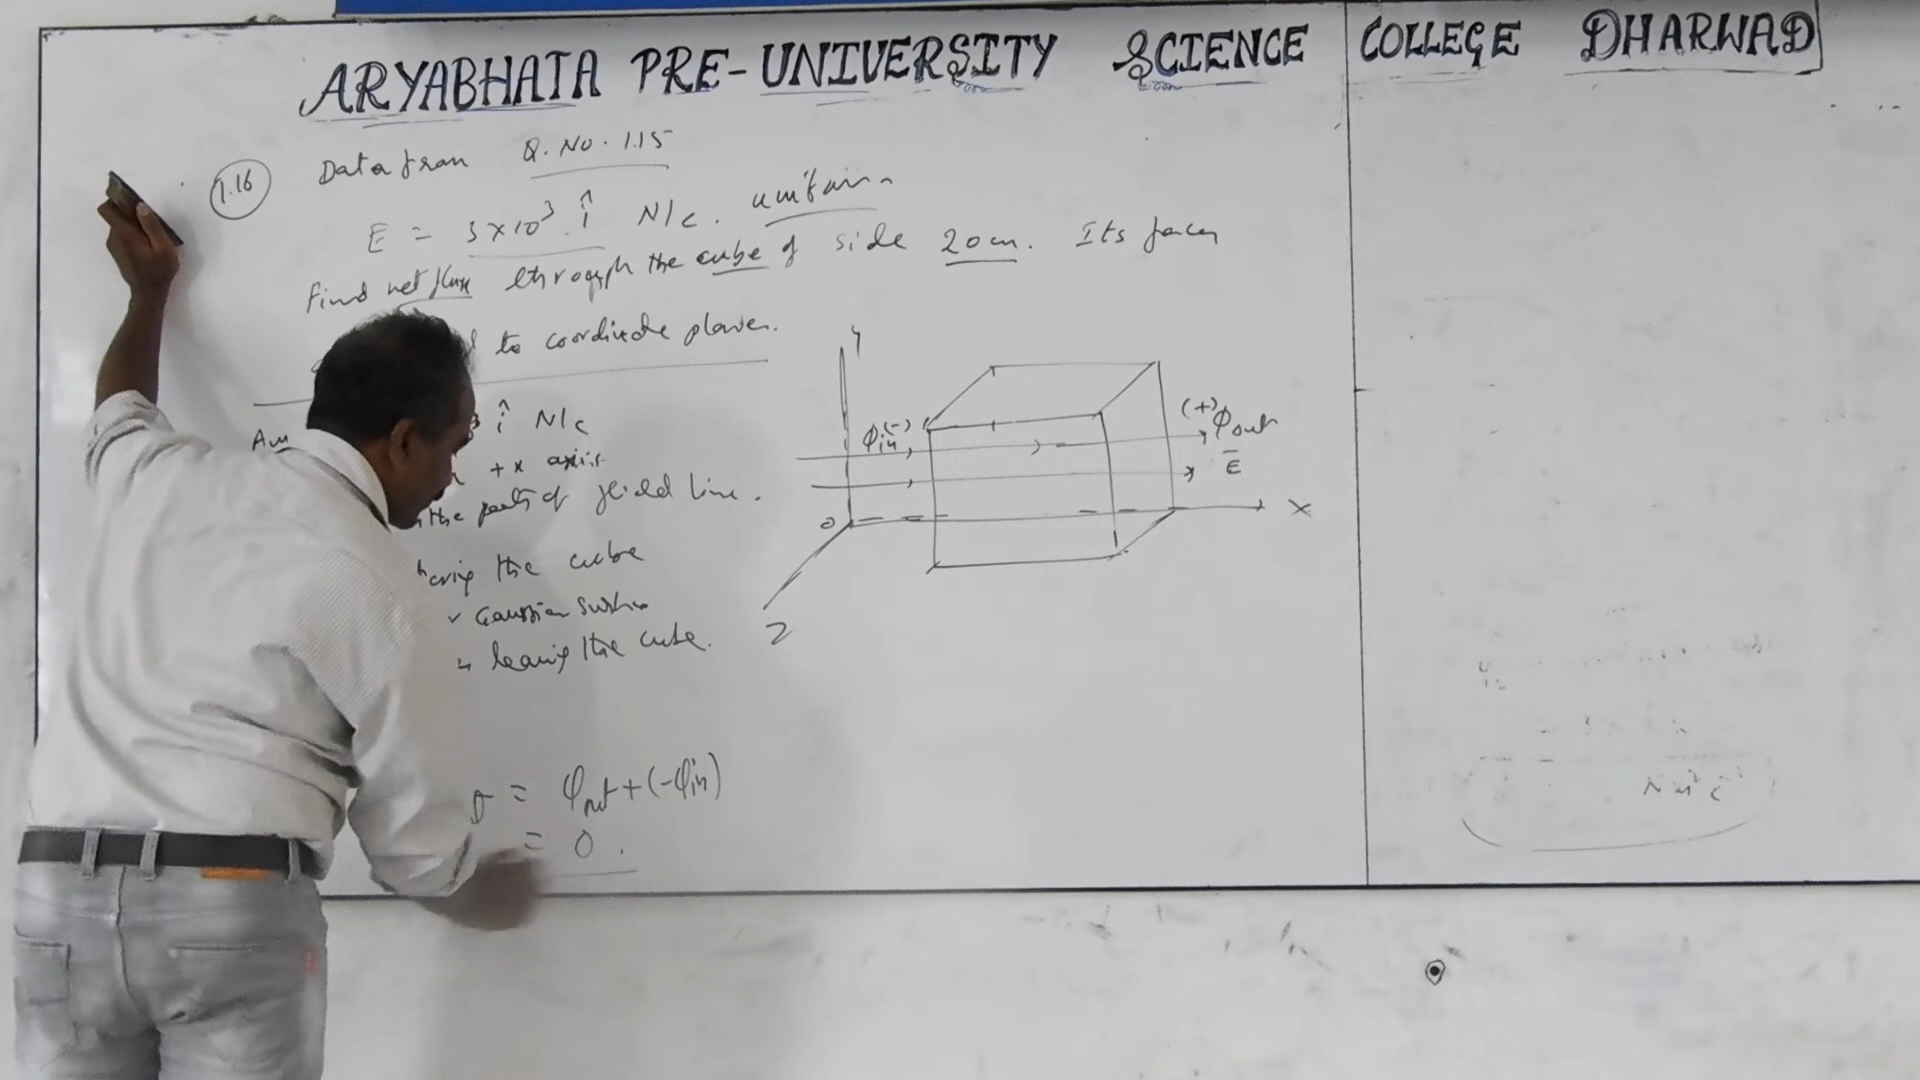 ARYABHATA PRE-UNIVERSITY SCIENCE COLLEGE DHARWAD
1.16 Data from Q.No. 1.15
E = 3×10³ î N/C. uniform
Find net flux through the cube of side 20cm. Its faces
to coordinate planes.
î N/C
+x axis
the path of field line.
the cube
Gaussian
leaving the cube.
= φout + (-φin)
= 0.
Y
φin (-)
(+) φout
E
O
X
Z